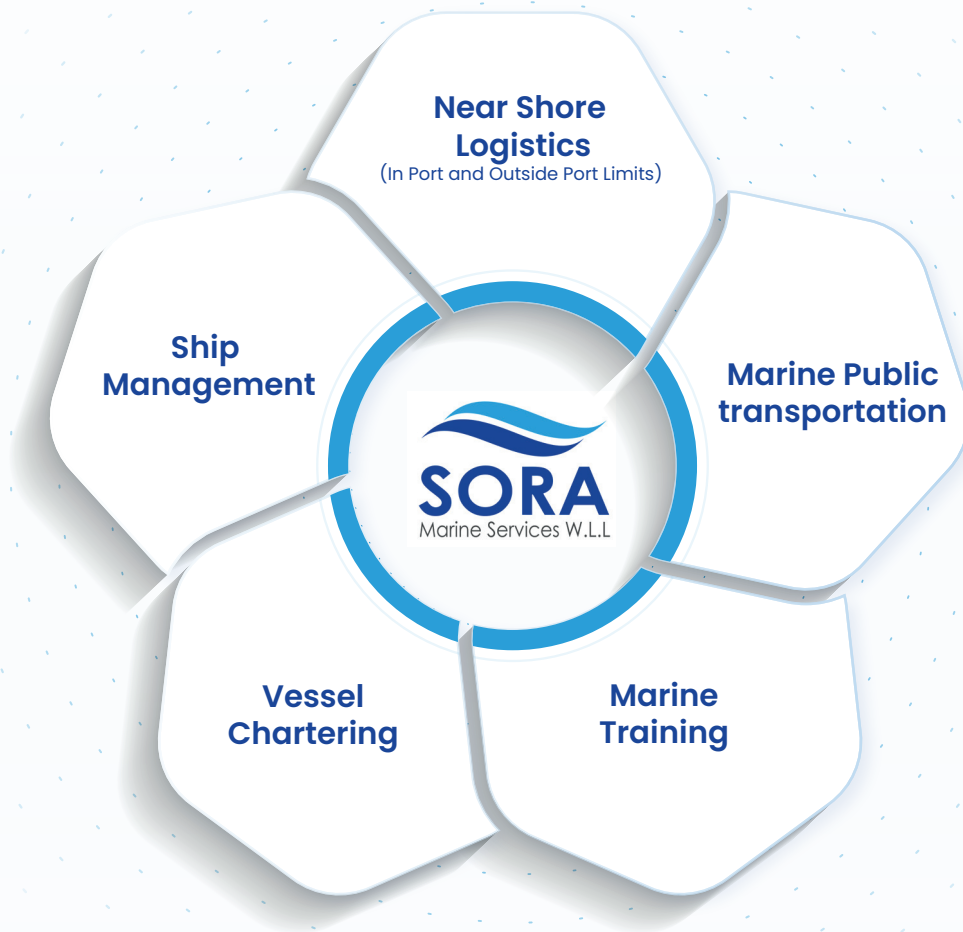 Near Shore
Logistics
(In Port and Outside Port Limits)
Ship
Management
Marine Public
transportation
SORA
Marine Services W.L.L
Vessel
Chartering
Marine
Training